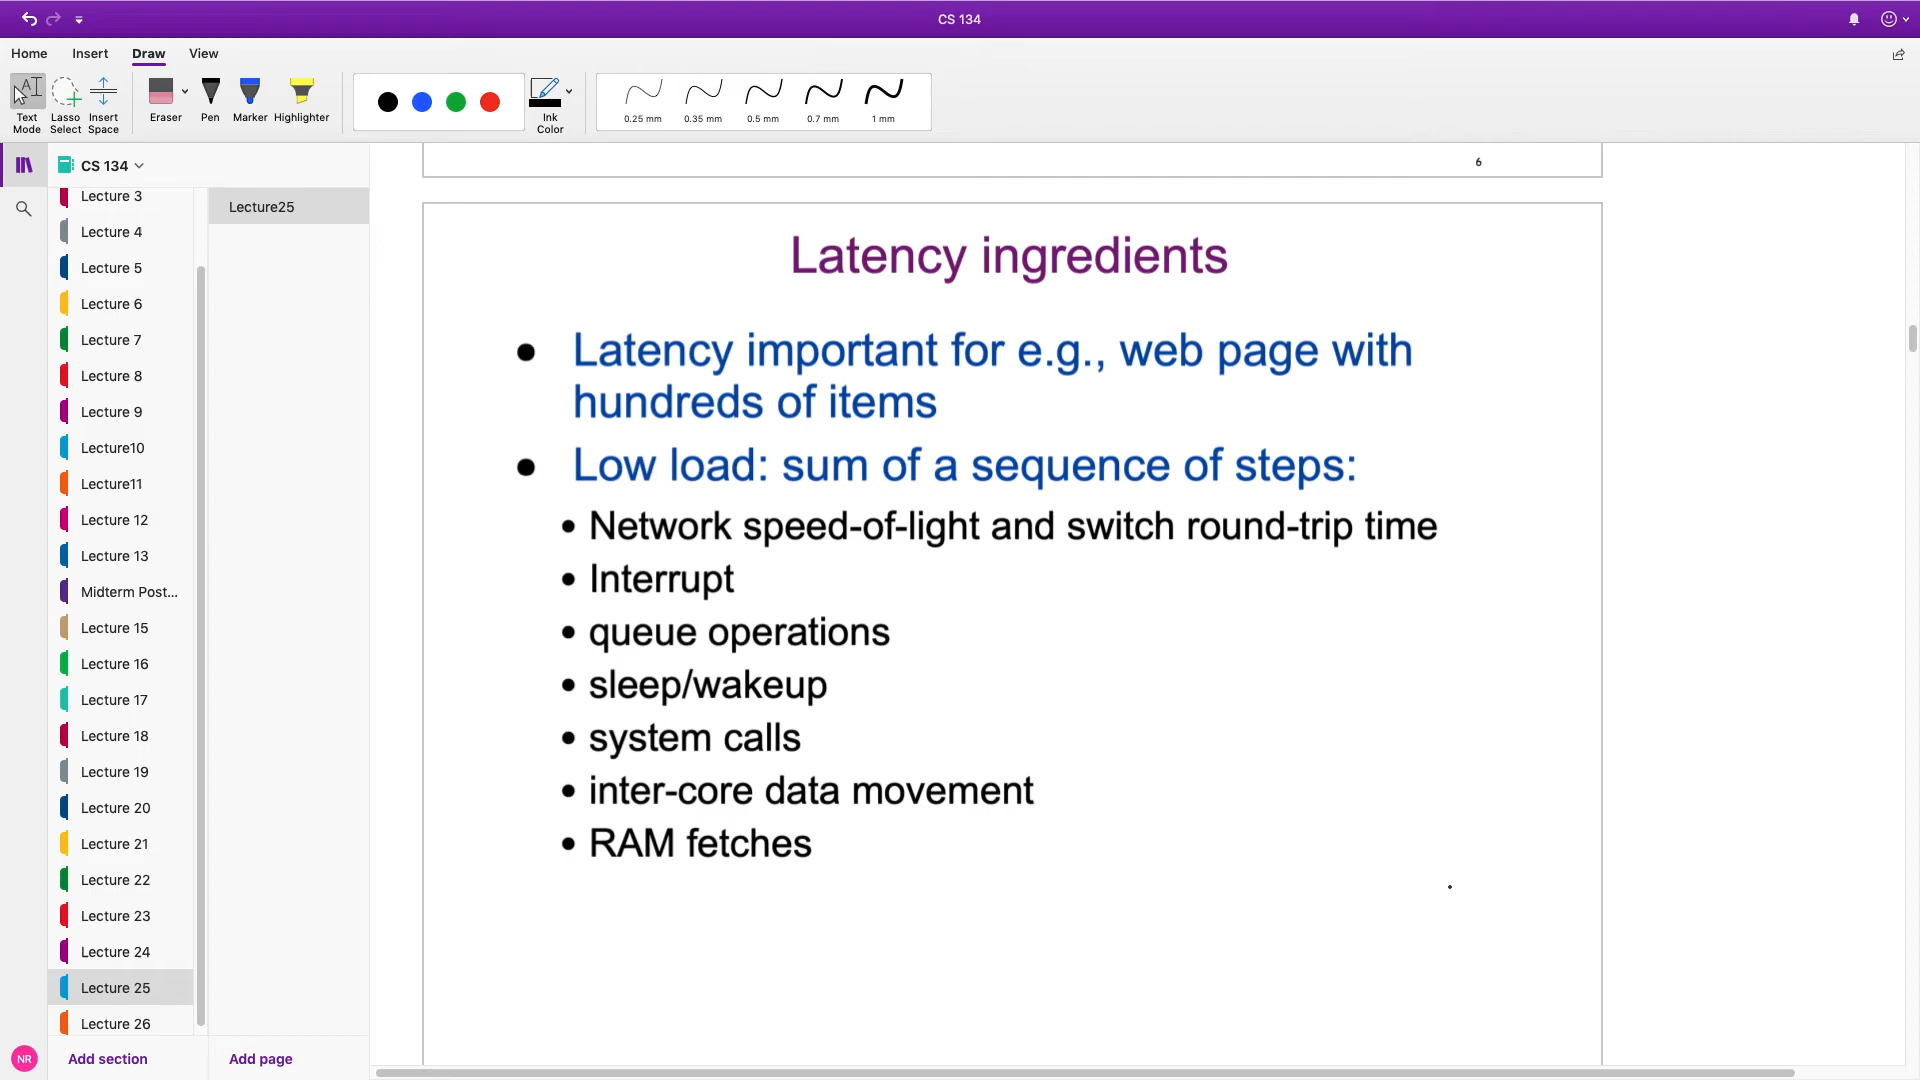 CS 134
Home Insert Draw View
Text Mode
Lasso Select
Insert Space
Eraser
Pen
Marker
Highlighter
Ink Color
0.25 mm
0.35 mm
0.5 mm
0.7 mm
1 mm
CS 134
Lecture 3
Lecture 4
Lecture 5
Lecture 6
Lecture 7
Lecture 8
Lecture 9
Lecture10
Lecture11
Lecture 12
Lecture 13
Midterm Post...
Lecture 15
Lecture 16
Lecture 17
Lecture 18
Lecture 19
Lecture 20
Lecture 21
Lecture 22
Lecture 23
Lecture 24
Lecture 25
Lecture 26
NR
Add section
Lecture25
Add page
6
Latency ingredients
• Latency important for e.g., web page with
hundreds of items
• Low load: sum of a sequence of steps:
• Network speed-of-light and switch round-trip time
• Interrupt
• queue operations
• sleep/wakeup
• system calls
• inter-core data movement
• RAM fetches